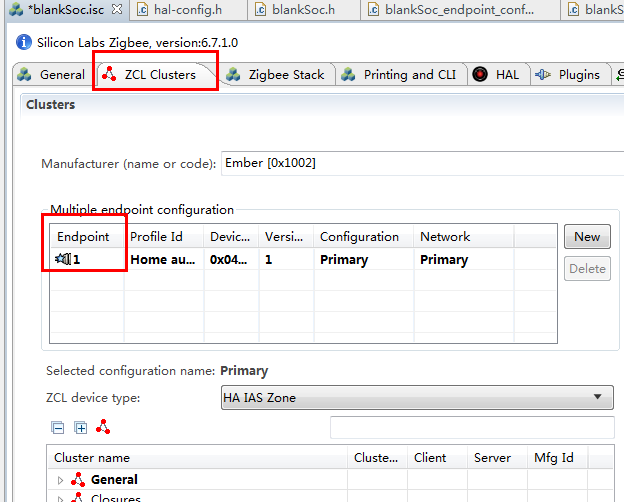 *blankSoc.isc hal-config.h blankSoc.h blankSoc_endpoint_conf... blankS
Silicon Labs Zigbee, version:6.7.1.0
General ZCL Clusters Zigbee Stack Printing and CLI HAL Plugins
Clusters
Manufacturer (name or code): Ember [0x1002]
Multiple endpoint configuration
Endpoint Profile Id Devic... Versi... Configuration Network New
1 Home au... 0x04... 1 Primary Primary
Delete
Selected configuration name: Primary
ZCL device type: HA IAS Zone
Cluster name Cluste... Client Server Mfg Id
General
Closures